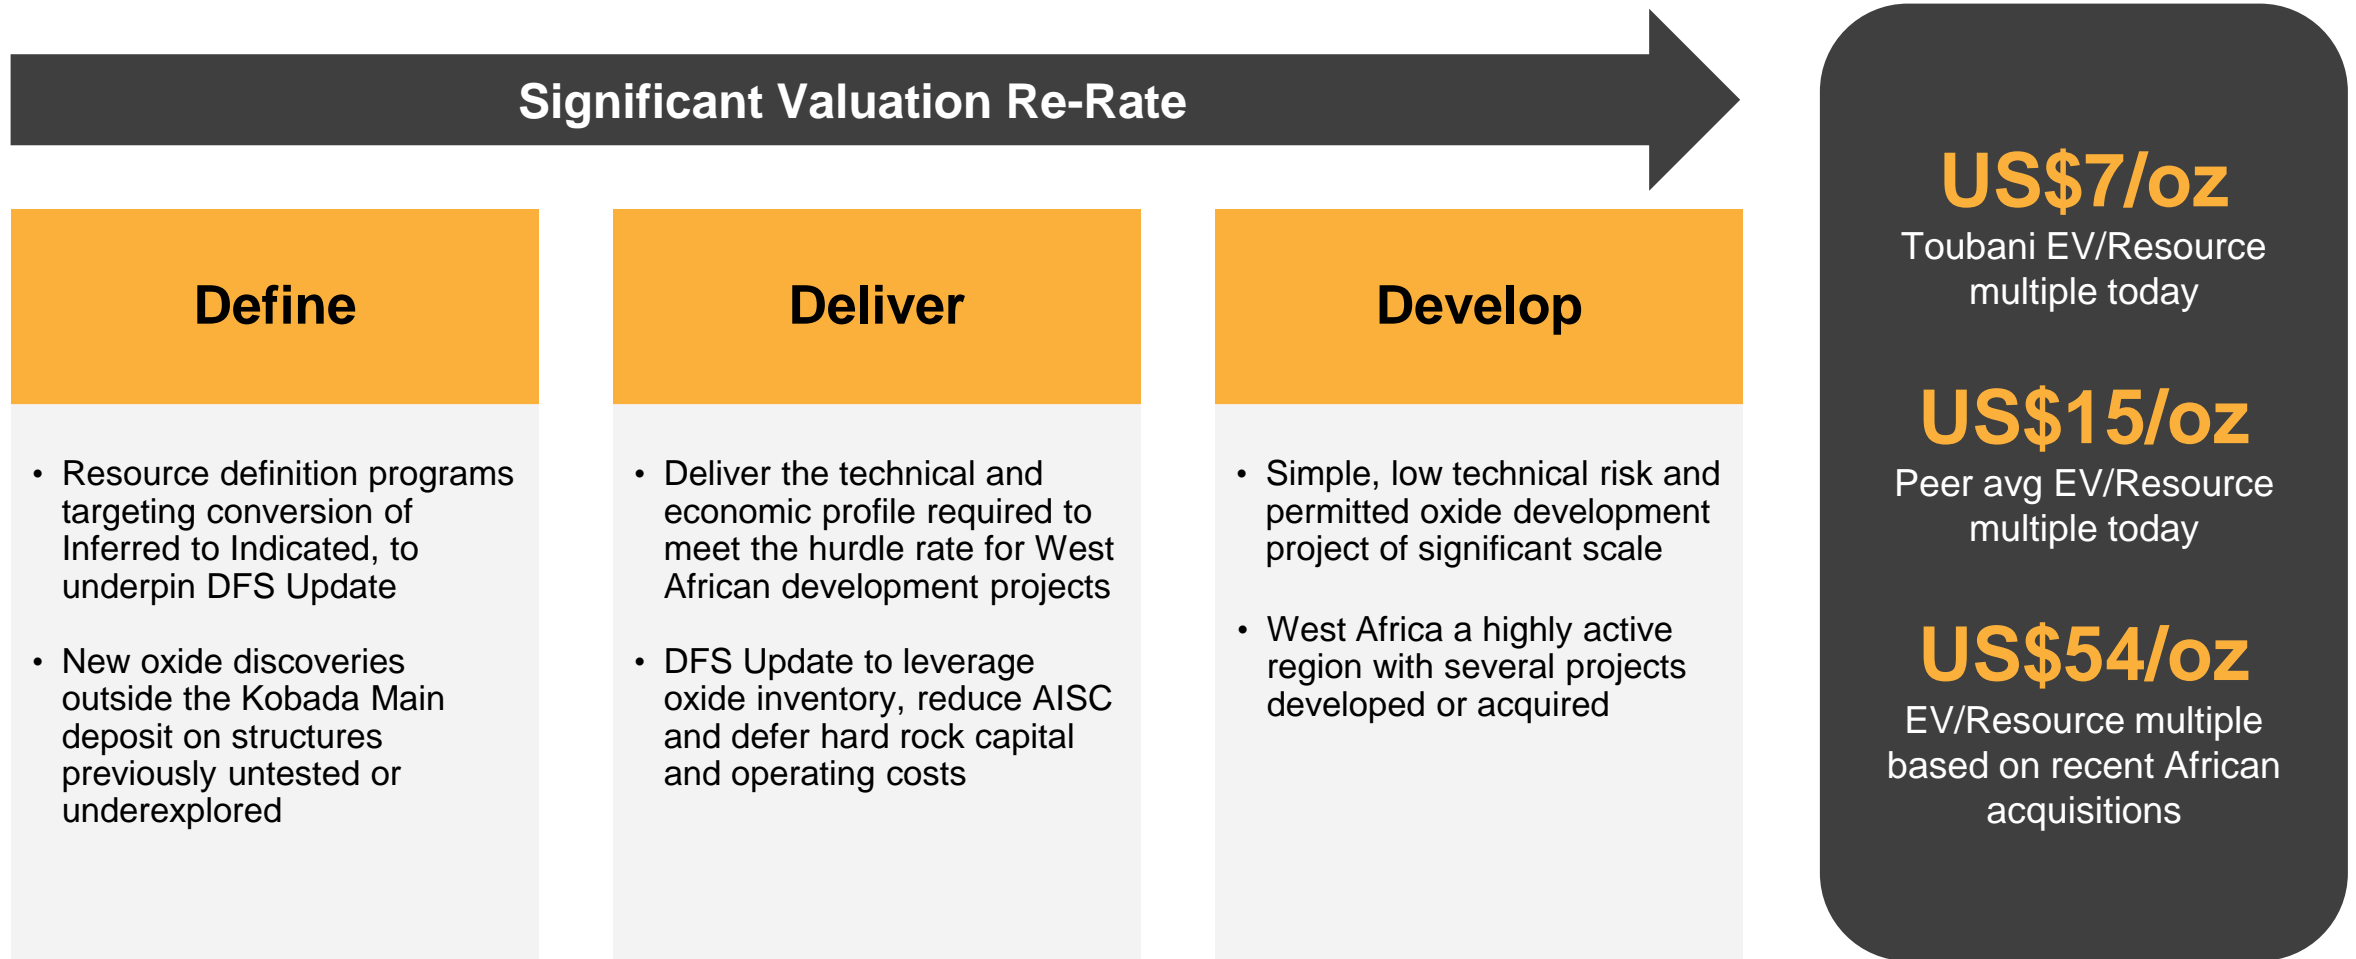 Significant Valuation Re-Rate
Define
• Resource definition programs
targeting conversion of
Inferred to Indicated, to
underpin DFS Update
• New oxide discoveries
outside the Kobada Main
deposit on structures
previously untested or
underexplored
Deliver
• Deliver the technical and
economic profile required to
meet the hurdle rate for West
African development projects
• DFS Update to leverage
oxide inventory, reduce AISC
and defer hard rock capital
and operating costs
Develop
• Simple, low technical risk and
permitted oxide development
project of significant scale
• West Africa a highly active
region with several projects
developed or acquired
US$7/oz
Toubani EV/Resource
multiple today
US$15/oz
Peer avg EV/Resource
multiple today
US$54/oz
EV/Resource multiple
based on recent African
acquisitions